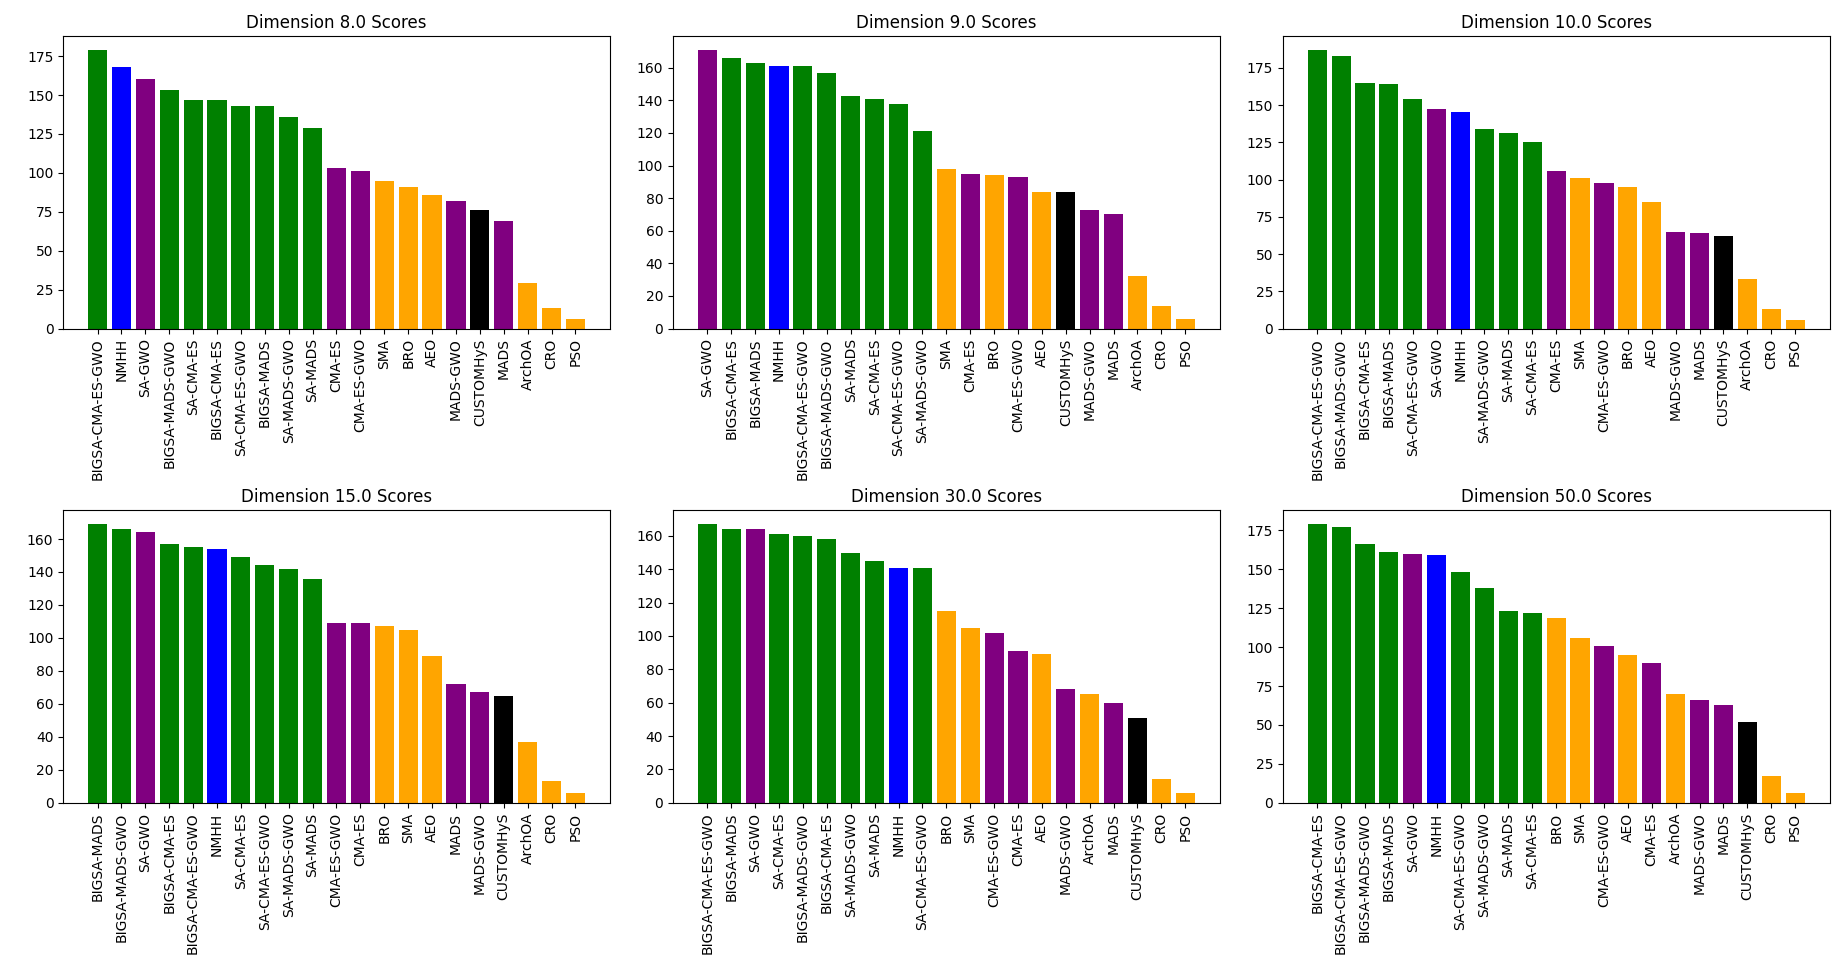 Dimension 8.0 Scores
175
150
125
100
75
50
25
0
BIGSA-CMA-ES-GWO
NMHH
SA-GWO
BIGSA-MADS-GWO
SA-CMA-ES
BIGSA-CMA-ES
SA-CMA-ES-GWO
BIGSA-MADS
SA-MADS-GWO
SA-MADS
CMA-ES
CMA-ES-GWO
SMA
BRO
AEO
MADS-GWO
CUSTOMHyS
MADS
ArchOA
CRO
PSO
Dimension 9.0 Scores
160
140
120
100
80
60
40
20
0
SA-GWO
BIGSA-CMA-ES
BIGSA-MADS
NMHH
BIGSA-CMA-ES-GWO
BIGSA-MADS-GWO
SA-MADS
SA-CMA-ES
SA-CMA-ES-GWO
SA-MADS-GWO
SMA
CMA-ES
BRO
CMA-ES-GWO
AEO
CUSTOMHyS
MADS-GWO
MADS
ArchOA
CRO
PSO
Dimension 10.0 Scores
175
150
125
100
75
50
25
0
BIGSA-CMA-ES-GWO
BIGSA-MADS-GWO
BIGSA-CMA-ES
BIGSA-MADS
SA-CMA-ES-GWO
SA-GWO
NMHH
SA-MADS-GWO
SA-MADS
SA-CMA-ES
CMA-ES
SMA
CMA-ES-GWO
BRO
AEO
MADS-GWO
MADS
CUSTOMHyS
ArchOA
CRO
PSO
Dimension 15.0 Scores
160
140
120
100
80
60
40
20
0
BIGSA-MADS
BIGSA-MADS-GWO
SA-GWO
BIGSA-CMA-ES
BIGSA-CMA-ES-GWO
NMHH
SA-CMA-ES
SA-CMA-ES-GWO
SA-MADS-GWO
SA-MADS
CMA-ES-GWO
CMA-ES
BRO
SMA
AEO
MADS
MADS-GWO
CUSTOMHyS
ArchOA
CRO
PSO
Dimension 30.0 Scores
160
140
120
100
80
60
40
20
0
BIGSA-CMA-ES-GWO
BIGSA-MADS
SA-GWO
SA-CMA-ES
BIGSA-MADS-GWO
BIGSA-CMA-ES
SA-MADS-GWO
SA-MADS
NMHH
SA-CMA-ES-GWO
BRO
SMA
CMA-ES-GWO
CMA-ES
AEO
MADS-GWO
ArchOA
MADS
CUSTOMHyS
CRO
PSO
Dimension 50.0 Scores
175
150
125
100
75
50
25
0
BIGSA-CMA-ES
BIGSA-CMA-ES-GWO
BIGSA-MADS-GWO
BIGSA-MADS
SA-GWO
NMHH
SA-CMA-ES-GWO
SA-MADS-GWO
SA-MADS
SA-CMA-ES
BRO
SMA
CMA-ES-GWO
AEO
CMA-ES
ArchOA
MADS-GWO
MADS
CUSTOMHyS
CRO
PSO